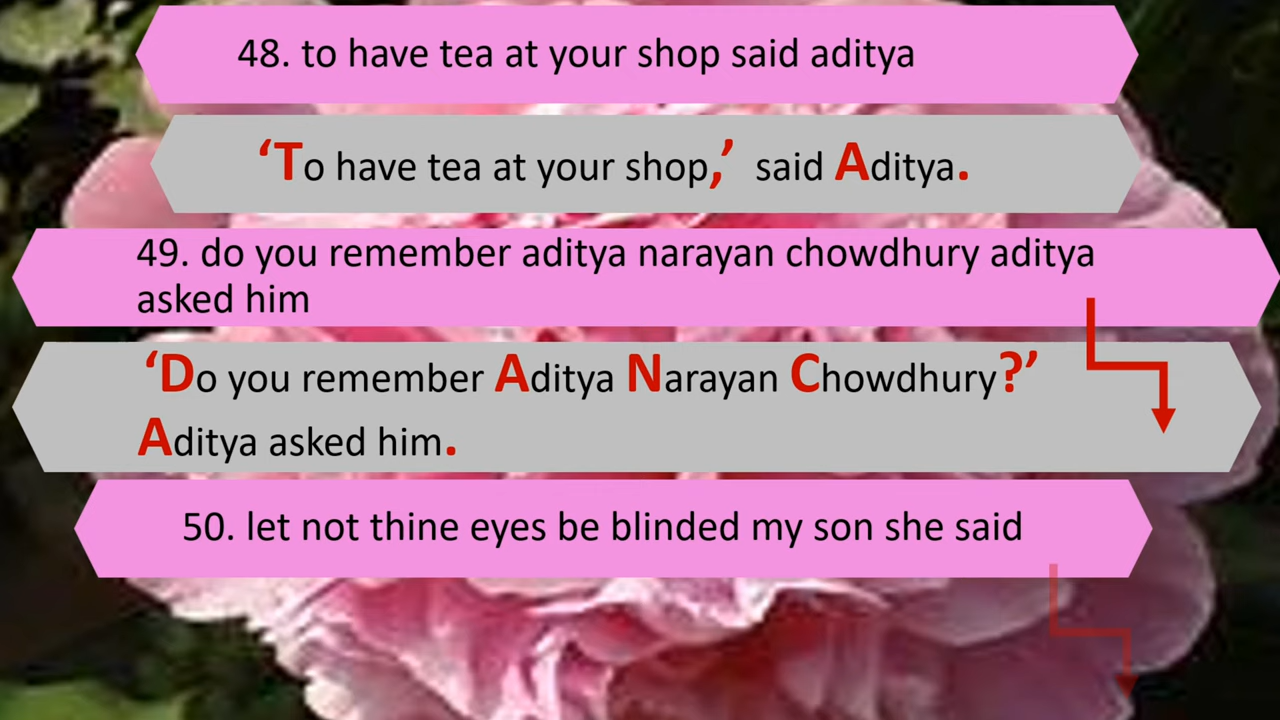 48. to have tea at your shop said aditya
‘To have tea at your shop,’ said Aditya.
49. do you remember aditya narayan chowdhury aditya
asked him
‘Do you remember Aditya Narayan Chowdhury?’
Aditya asked him.
50. let not thine eyes be blinded my son she said